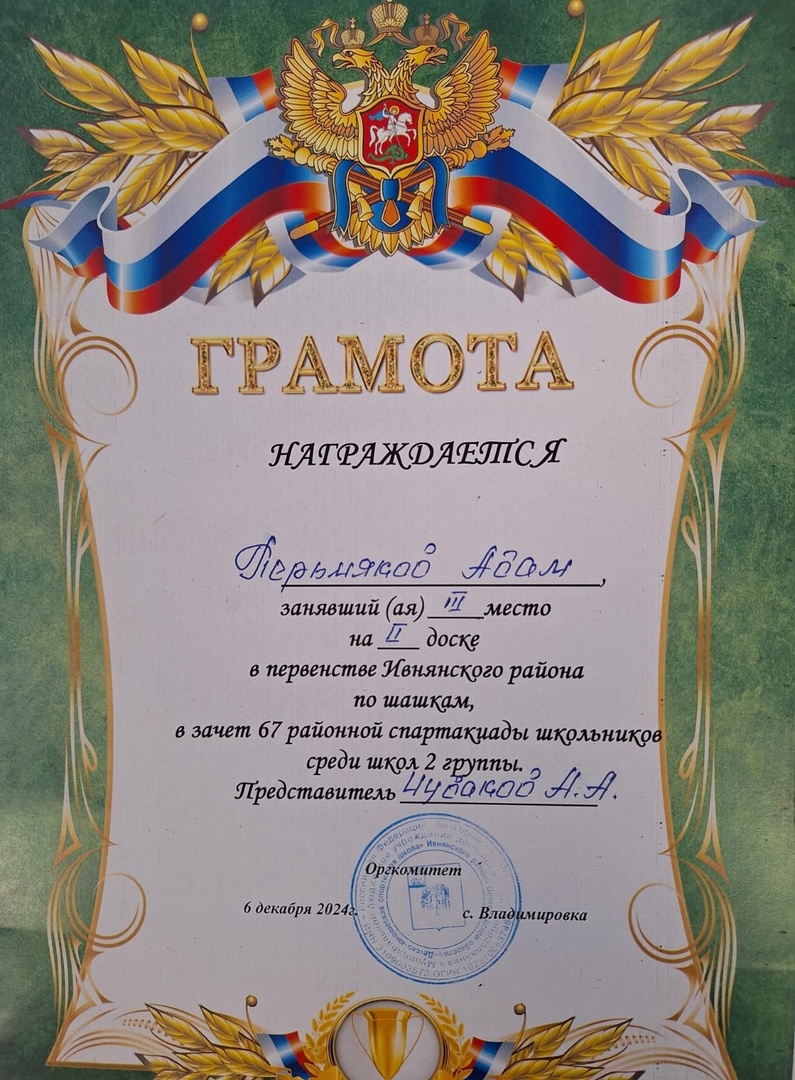 ГРАМОТА
НАГРАЖДАЕТСЯ
Пермяков Адам,
занявший (ая) III место
на II доске
в первенстве Ивнянского района
по шашкам,
в зачет 67 районной спартакиады школьников
среди школ 2 группы.
Представитель Чубаков А.А.
Оргкомитет
6 декабря 2024г. с. Владимировка